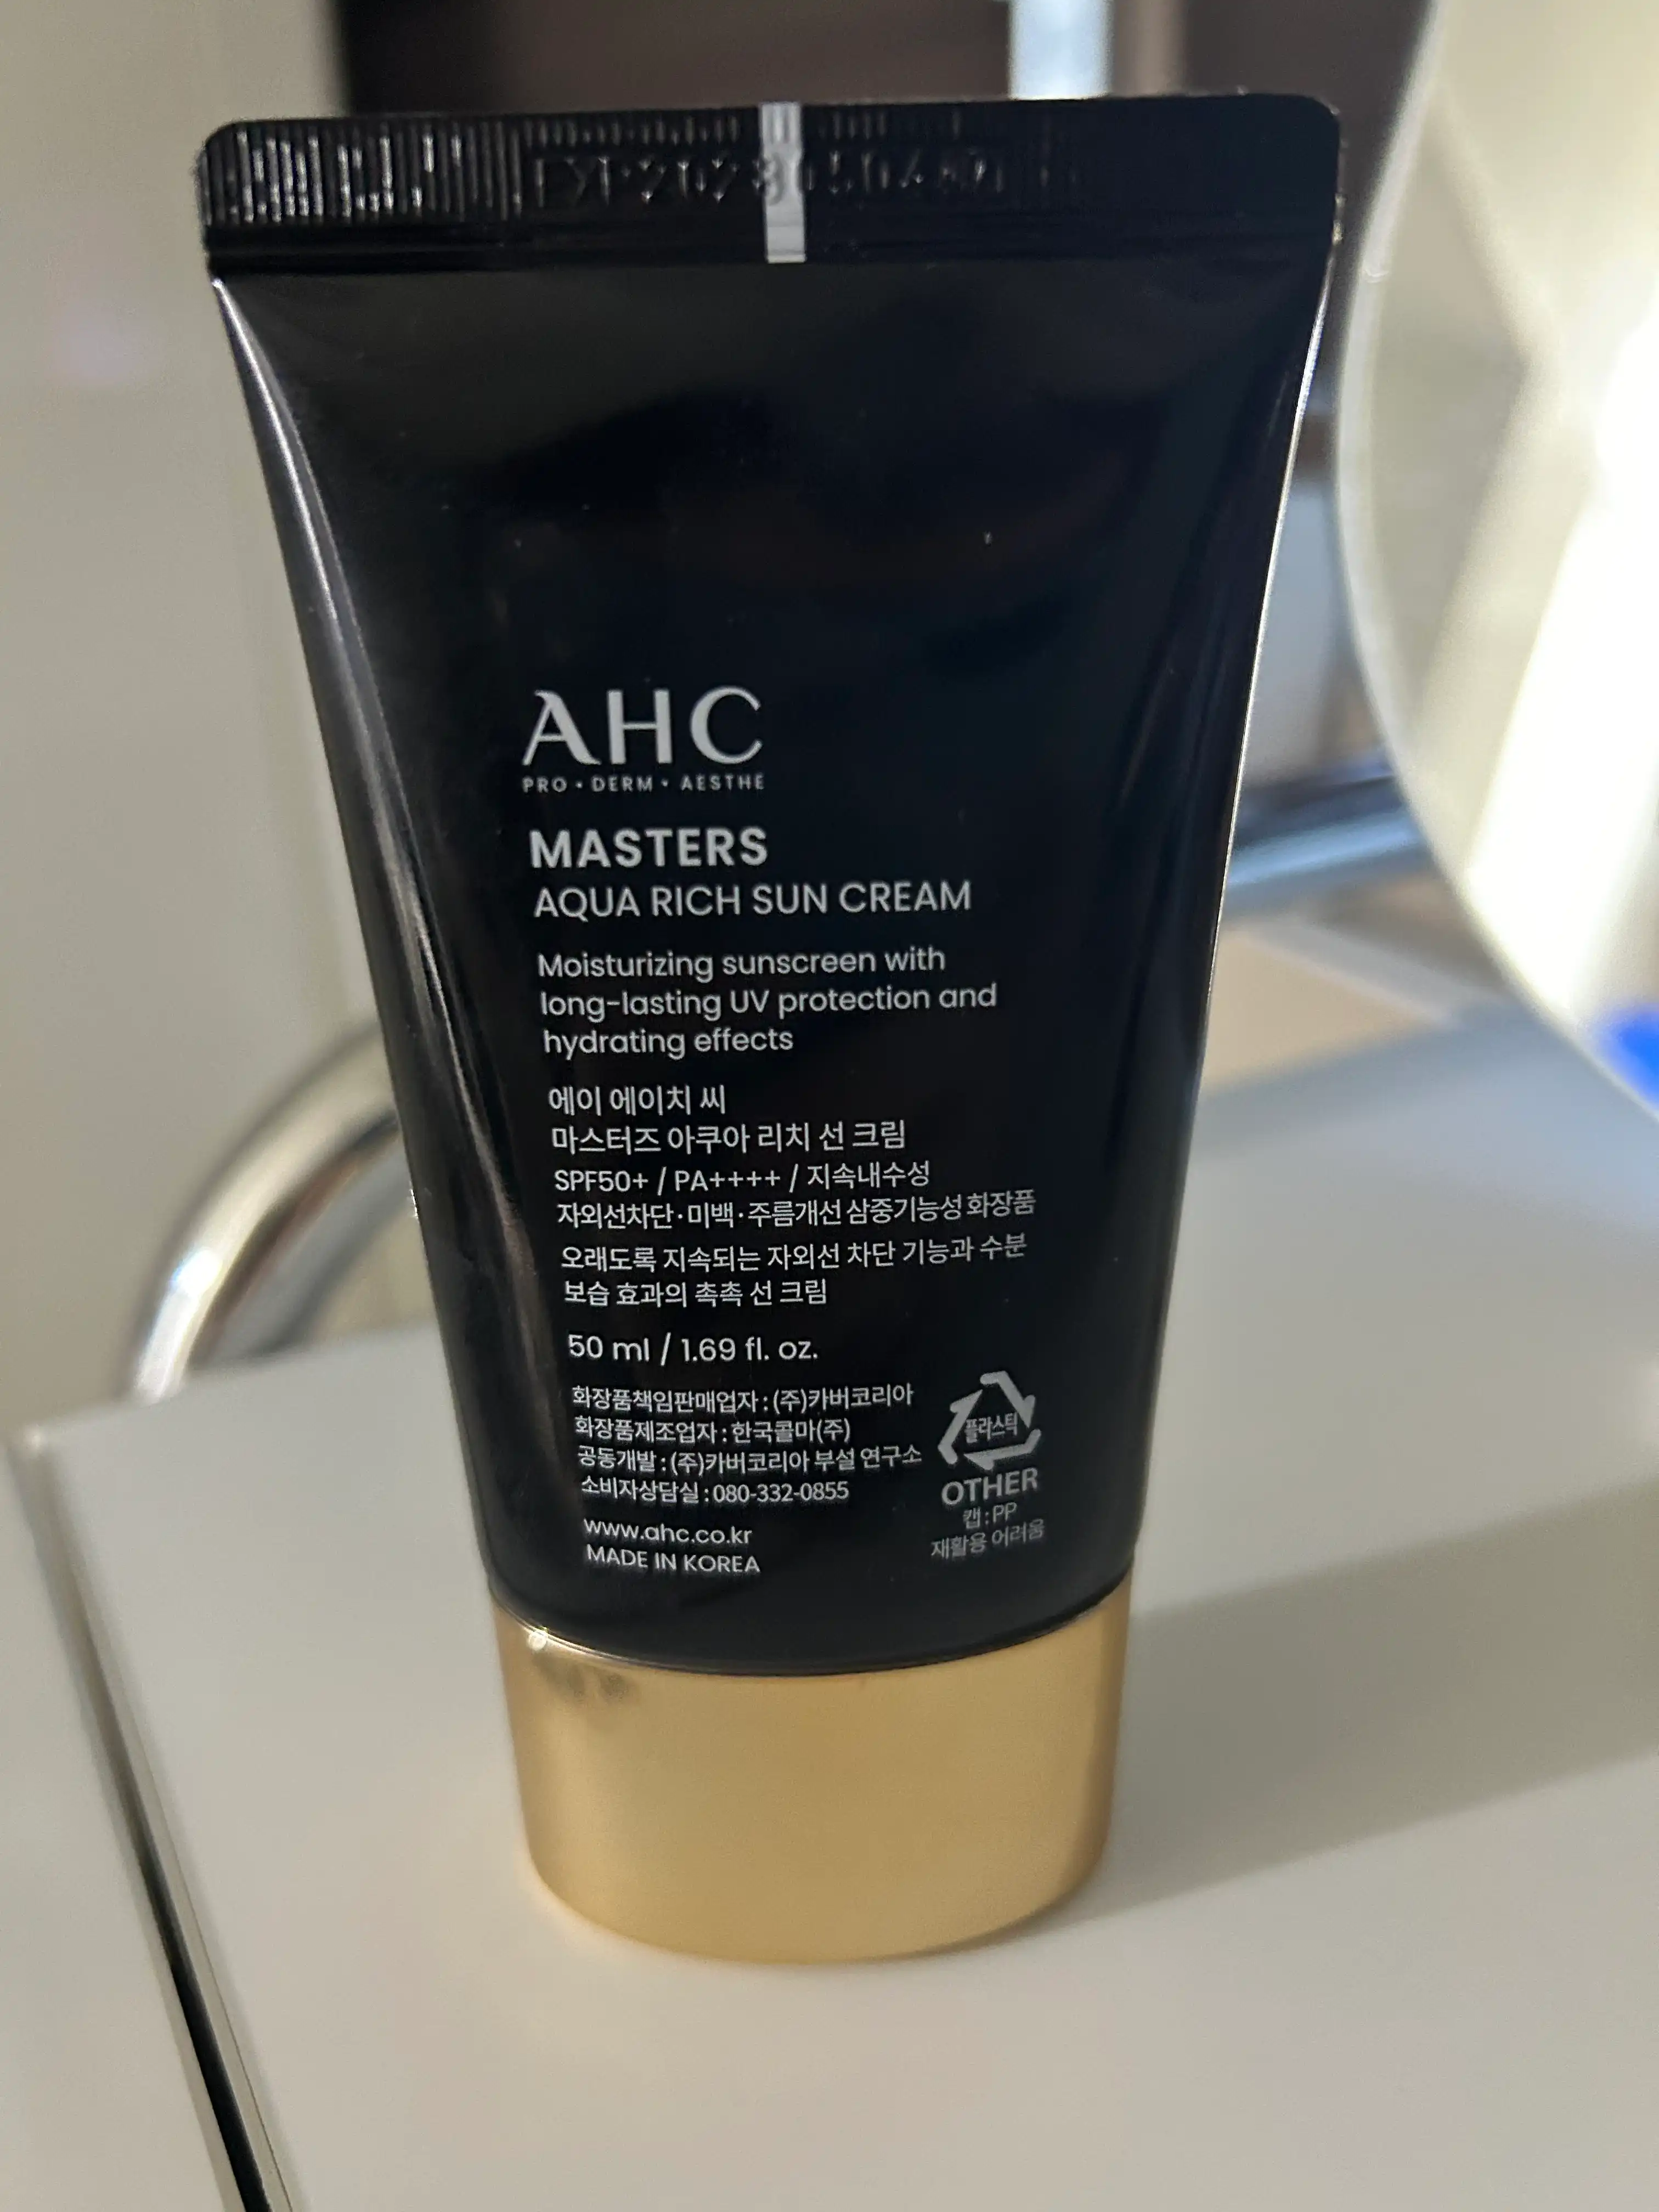 AHC
PRO • DERM • AESTHE
MASTERS
AQUA RICH SUN CREAM
Moisturizing sunscreen with
long-lasting UV protection and
hydrating effects
에이 에이치 씨
마스터즈 아쿠아 리치 선 크림
SPF50+ / PA++++ / 지속내수성
자외선차단·미백·주름개선 삼중기능성 화장품
오래도록 지속되는 자외선 차단 기능과 수분
보습 효과의 촉촉 선 크림
50 ml / 1.69 fl. oz.
화장품책임판매업자 : (주)카버코리아
화장품제조업자 : 한국콜마(주)
공동개발 : (주)카버코리아 부설 연구소
소비자상담실 : 080-332-0855
www.ahc.co.kr
MADE IN KOREA
플라스틱
OTHER
캡 : PP
재활용 어려움